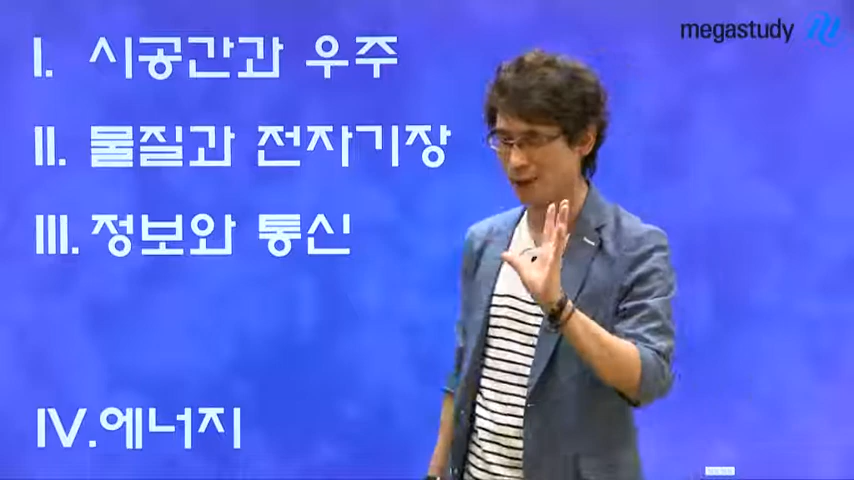 megastudy
I. 시공간과 우주
II. 물질과 전자기장
III. 정보와 통신
IV. 에너지